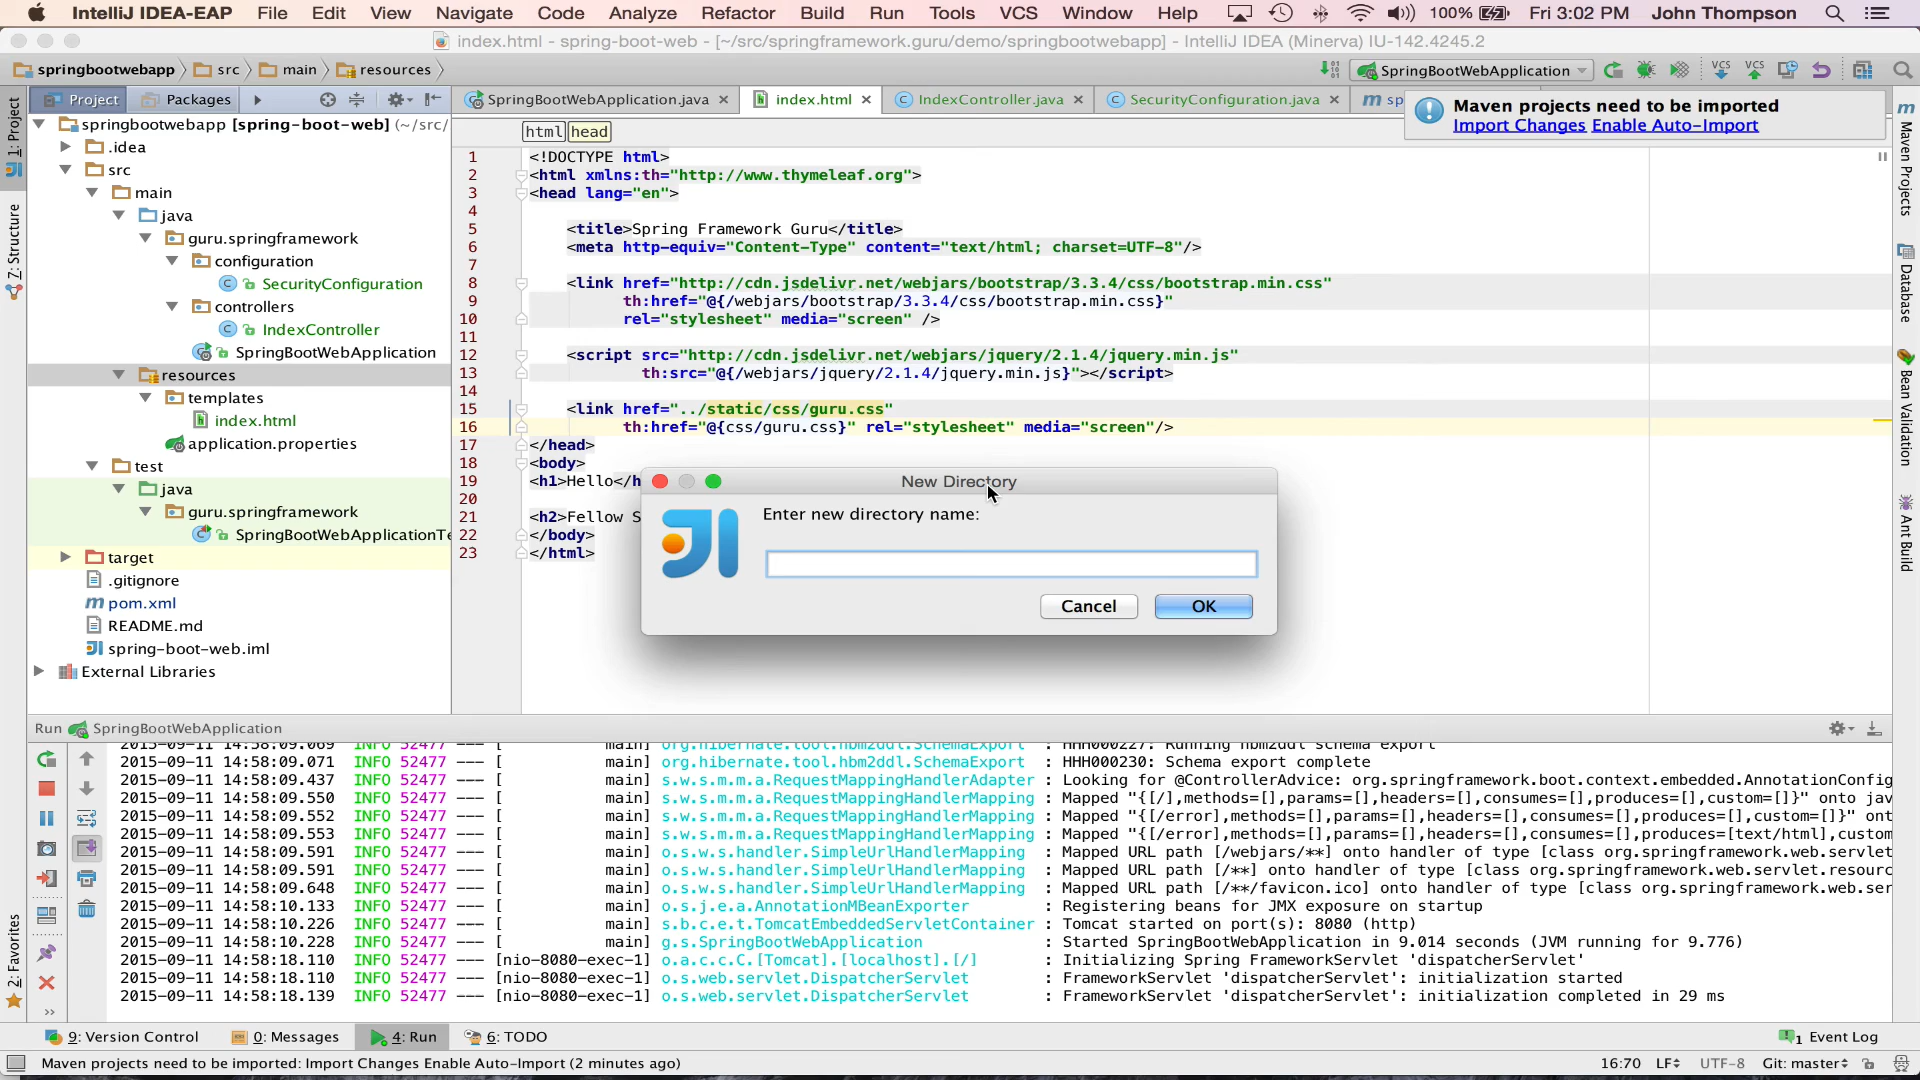 IntelliJ IDEA-EAP File Edit View Navigate Code Analyze Refactor Build Run Tools VCS Window Help 100% Fri 3:02 PM John Thompson
index.html - spring-boot-web - [~/src/springframework.guru/demo/springbootwebapp] - IntelliJ IDEA (Minerva) IU-142.4245.2
springbootwebapp src main resources SpringBootWebApplication VCS VCS
Project Packages SpringBootWebApplication.java index.html IndexController.java SecurityConfiguration.java m sp
Maven projects need to be imported
Import Changes Enable Auto-Import
1: Project
Z: Structure
2: Favorites
springbootwebapp [spring-boot-web] (~/src/
.idea
src
main
java
guru.springframework
configuration
SecurityConfiguration
controllers
IndexController
SpringBootWebApplication
resources
templates
index.html
application.properties
test
java
guru.springframework
SpringBootWebApplicationTe
target
.gitignore
pom.xml
README.md
spring-boot-web.iml
External Libraries
html head
1 <!DOCTYPE html>
2 <html xmlns:th="http://www.thymeleaf.org">
3 <head lang="en">
4
5 <title>Spring Framework Guru</title>
6 <meta http-equiv="Content-Type" content="text/html; charset=UTF-8"/>
7
8 <link href="http://cdn.jsdelivr.net/webjars/bootstrap/3.3.4/css/bootstrap.min.css"
9 th:href="@{/webjars/bootstrap/3.3.4/css/bootstrap.min.css}"
10 rel="stylesheet" media="screen" />
11
12 <script src="http://cdn.jsdelivr.net/webjars/jquery/2.1.4/jquery.min.js"
13 th:src="@{/webjars/jquery/2.1.4/jquery.min.js}"></script>
14
15 <link href="../static/css/guru.css"
16 th:href="@{css/guru.css}" rel="stylesheet" media="screen"/>
17 </head>
18 <body>
19 <h1>Hello</h
20
21 <h2>Fellow S
22 </body>
23 </html>
New Directory
Enter new directory name:
Cancel OK
Maven Projects
Database
Bean Validation
Ant Build
Run SpringBootWebApplication
2015-09-11 14:58:09.069 INFO 52477 --- [ main] org.hibernate.tool.hbm2ddl.SchemaExport : HHH000227: Running hbm2ddl schema export
2015-09-11 14:58:09.071 INFO 52477 --- [ main] org.hibernate.tool.hbm2ddl.SchemaExport : HHH000230: Schema export complete
2015-09-11 14:58:09.437 INFO 52477 --- [ main] s.w.s.m.m.a.RequestMappingHandlerAdapter : Looking for @ControllerAdvice: org.springframework.boot.context.embedded.AnnotationConfig
2015-09-11 14:58:09.550 INFO 52477 --- [ main] s.w.s.m.m.a.RequestMappingHandlerMapping : Mapped "{[/],methods=[],params=[],headers=[],consumes=[],produces=[],custom=[]}" onto jav
2015-09-11 14:58:09.552 INFO 52477 --- [ main] s.w.s.m.m.a.RequestMappingHandlerMapping : Mapped "{[/error],methods=[],params=[],headers=[],consumes=[],produces=[],custom=[]}" ont
2015-09-11 14:58:09.553 INFO 52477 --- [ main] s.w.s.m.m.a.RequestMappingHandlerMapping : Mapped "{[/error],methods=[],params=[],headers=[],consumes=[],produces=[text/html],custom
2015-09-11 14:58:09.591 INFO 52477 --- [ main] o.s.w.s.handler.SimpleUrlHandlerMapping : Mapped URL path [/webjars/**] onto handler of type [class org.springframework.web.servlet
2015-09-11 14:58:09.591 INFO 52477 --- [ main] o.s.w.s.handler.SimpleUrlHandlerMapping : Mapped URL path [/**] onto handler of type [class org.springframework.web.servlet.resourc
2015-09-11 14:58:09.648 INFO 52477 --- [ main] o.s.w.s.handler.SimpleUrlHandlerMapping : Mapped URL path [/**/favicon.ico] onto handler of type [class org.springframework.web.ser
2015-09-11 14:58:10.133 INFO 52477 --- [ main] o.s.j.e.a.AnnotationMBeanExporter : Registering beans for JMX exposure on startup
2015-09-11 14:58:10.226 INFO 52477 --- [ main] s.b.c.e.t.TomcatEmbeddedServletContainer : Tomcat started on port(s): 8080 (http)
2015-09-11 14:58:10.228 INFO 52477 --- [ main] g.s.SpringBootWebApplication : Started SpringBootWebApplication in 9.014 seconds (JVM running for 9.776)
2015-09-11 14:58:18.110 INFO 52477 --- [nio-8080-exec-1] o.a.c.c.C.[Tomcat].[localhost].[/] : Initializing Spring FrameworkServlet 'dispatcherServlet'
2015-09-11 14:58:18.110 INFO 52477 --- [nio-8080-exec-1] o.s.web.servlet.DispatcherServlet : FrameworkServlet 'dispatcherServlet': initialization started
2015-09-11 14:58:18.139 INFO 52477 --- [nio-8080-exec-1] o.s.web.servlet.DispatcherServlet : FrameworkServlet 'dispatcherServlet': initialization completed in 29 ms
9: Version Control 0: Messages 4: Run 6: TODO 1 Event Log
Maven projects need to be imported: Import Changes Enable Auto-Import (2 minutes ago) 16:70 LF UTF-8 Git: master